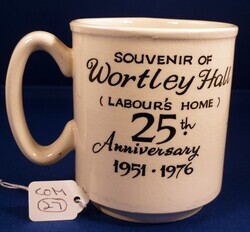 SOUVENIR OF
Wortley Hall
( LABOUR'S HOME )
25th
Anniversary
1951 · 1976
COM
27